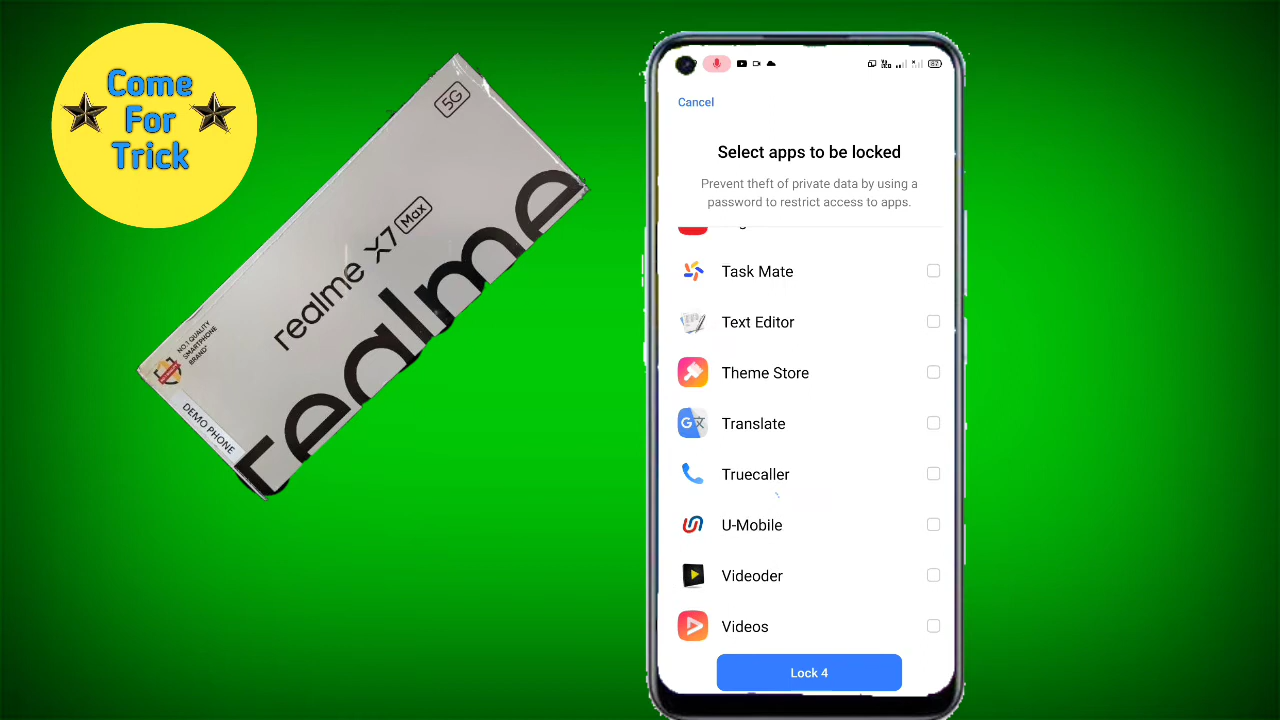 Come
For
Trick
5G
realme X7 Max
realme
NO.1 QUALITY
SMARTPHONE
BRAND*
DEMO PHONE
67
Cancel
Select apps to be locked
Prevent theft of private data by using a
password to restrict access to apps.
Task Mate
Text Editor
Theme Store
Translate
Truecaller
U-Mobile
Videoder
Videos
Lock 4